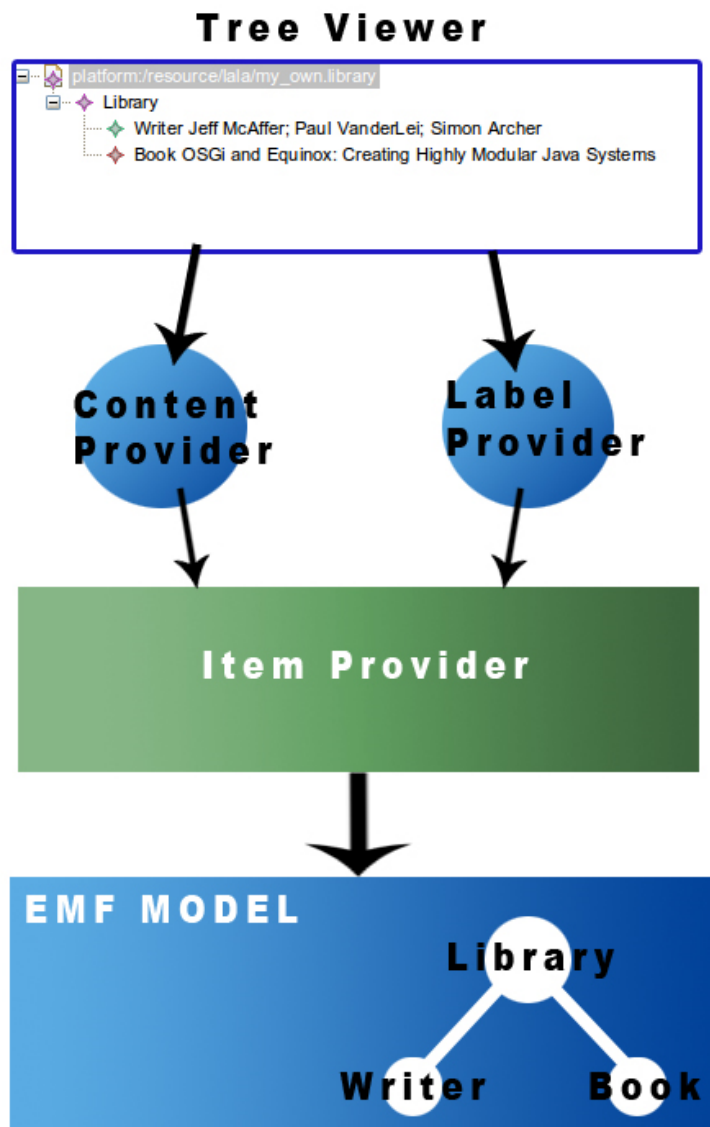 Tree Viewer
platform:/resource/lala/my_own.library
Library
Writer Jeff McAffer; Paul VanderLei; Simon Archer
Book OSGi and Equinox: Creating Highly Modular Java Systems
Content
Provider
Label
Provider
Item Provider
EMF MODEL
Library
Writer
Book